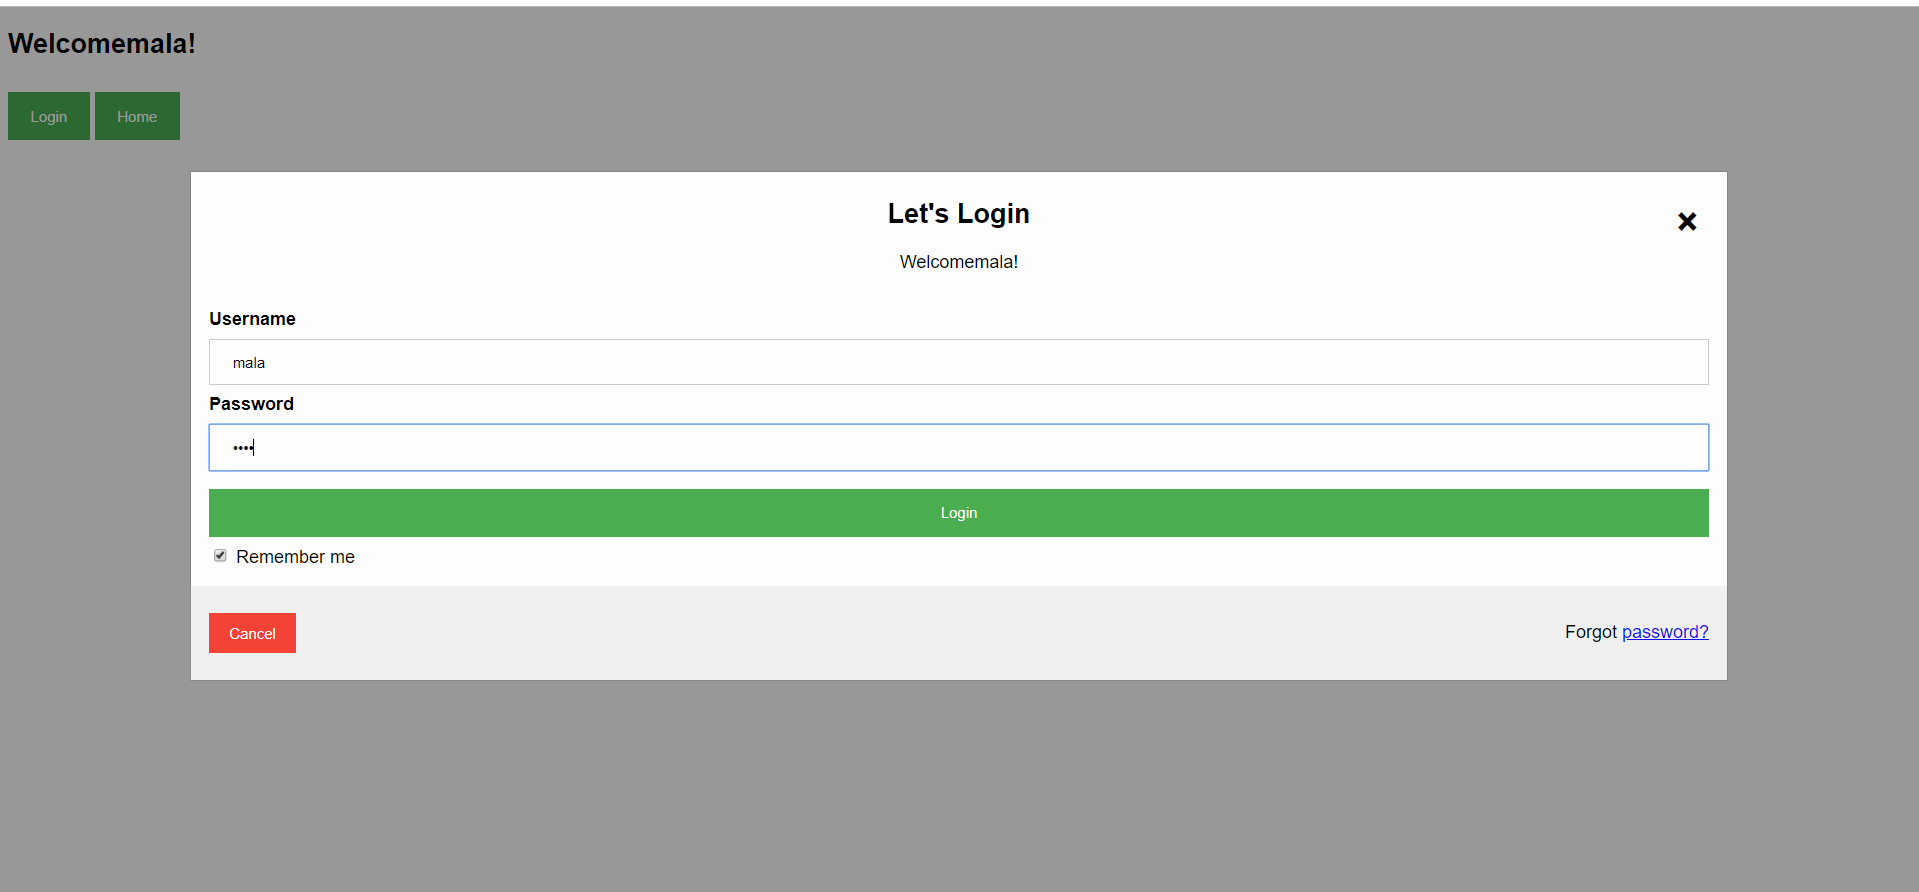 Welcomemala!
Login Home
Let's Login
Welcomemala!
Username
mala
Password
••••
Login
Remember me
Cancel
Forgot password?